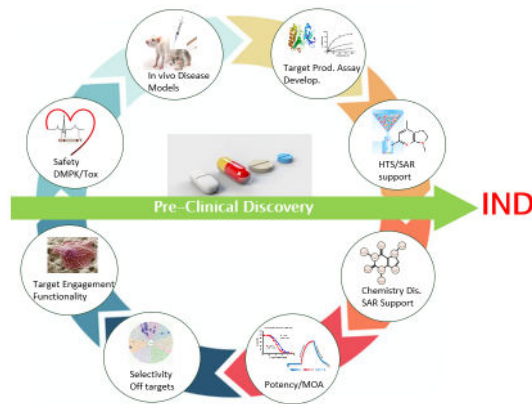 In vivo Disease
Models
Target Prod. Assay
Develop.
Safety
DMPK/Tox
HTS/SAR
support
Pre-Clinical Discovery
IND
Target Engagement
Functionality
Chemistry Dis.
SAR Support
Selectivity
Off targets
Potency/MOA